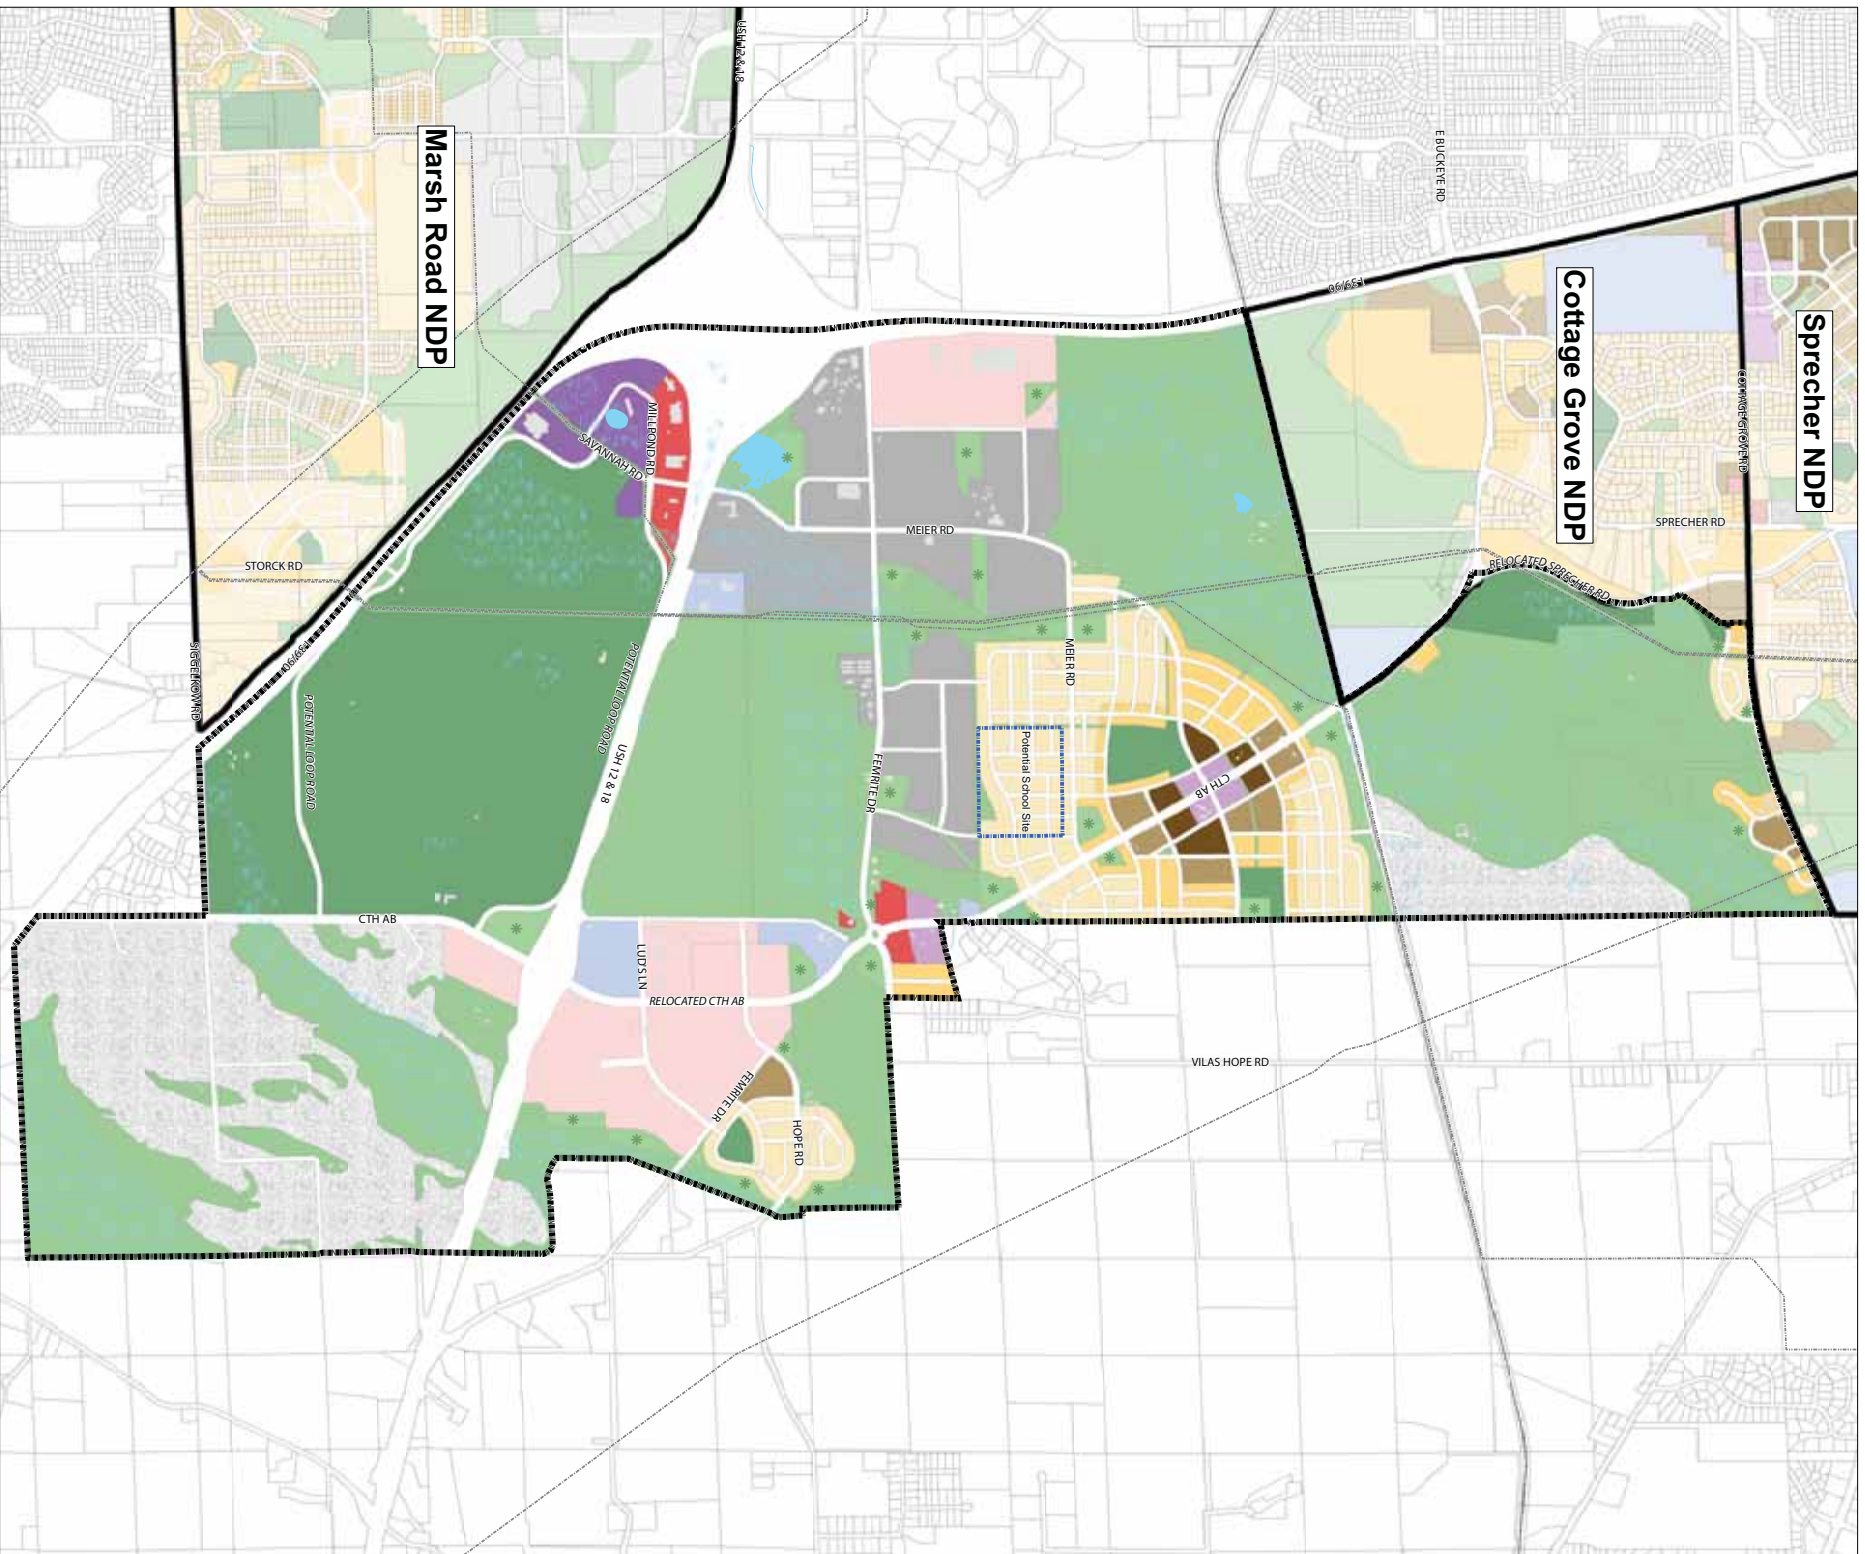 USH 12 & 18
E BUCKEYE RD
Marsh Road NDP
Cottage Grove NDP
Sprecher NDP
I-39/90
COTTAGE GROVE RD
MILLPOND RD
SAVANNAH RD
SPRECHER RD
MEIER RD
STORCK RD
RELOCATED SPRECHER RD
SIGGELKOW RD
I-39/90
POTENTIAL LOOP ROAD
POTENTIAL LOOP ROAD
USH 12 & 18
MEIER RD
FEMRITE DR
Potential School Site
CTH AB
CTH AB
LUDS LN
RELOCATED CTH AB
VILAS HOPE RD
FEMRITE DR
HOPE RD